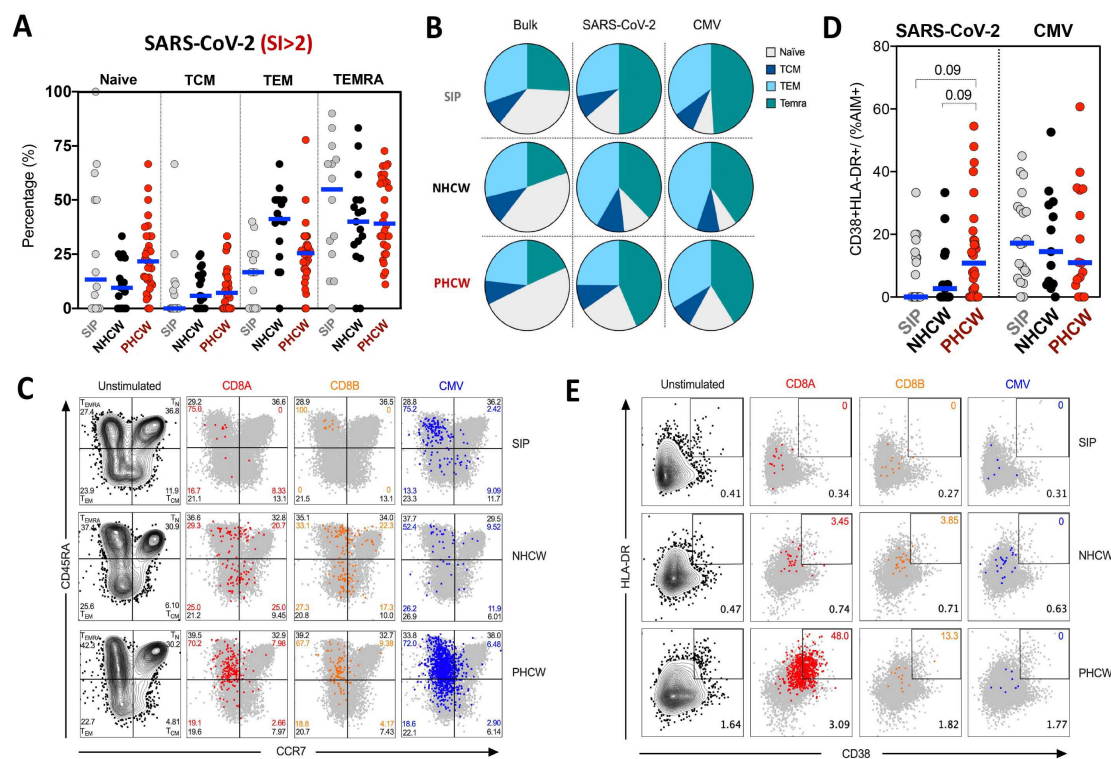 A
SARS-CoV-2 (SI>2)
Naive TCM TEM TEMRA
Percentage (%)
100
75
50
25
0
SIP NHCW PHCW SIP NHCW PHCW SIP NHCW PHCW SIP NHCW PHCW
B
Bulk SARS-CoV-2 CMV
SIP
NHCW
PHCW
Naïve
TCM
TEM
Temra
D
SARS-CoV-2 CMV
CD38+HLA-DR+/ (%AIM+)
80
60
40
20
0
0.09
0.09
SIP NHCW PHCW SIP NHCW PHCW
C
Unstimulated CD8A CD8B CMV
CD45RA
TEMRA TN 29.2 36.6 28.9 36.5 28.8 36.2
27.4 36.8 75.6 0 100 0 75.2 2.42
SIP
23.9 11.9 16.7 8.33 0 0 13.3 9.09
TEM TCM 21.1 13.1 21.5 13.1 23.3 11.7
TEMRA TN 36.6 32.8 35.1 34.0 37.7 29.5
37.4 30.9 29.3 20.7 33.1 22.3 52.4 9.52
NHCW
25.6 6.10 25.0 25.0 27.3 17.3 26.2 11.9
TEM TCM 21.2 9.45 20.8 10.0 26.9 6.01
TEMRA TN 39.5 32.9 39.2 32.7 33.8 38.0
42.3 30.2 70.2 7.98 67.7 9.38 72.0 6.48
PHCW
22.7 4.81 19.1 2.66 18.8 4.17 18.6 2.90
TEM TCM 19.6 7.97 20.7 7.43 22.1 6.14
CCR7
E
Unstimulated CD8A CD8B CMV
HLA-DR
0 0 0
SIP
0.41 0.34 0.27 0.31
3.45 3.85 0
NHCW
0.47 0.74 0.71 0.63
48.0 13.3 0
PHCW
1.64 3.09 1.82 1.77
CD38